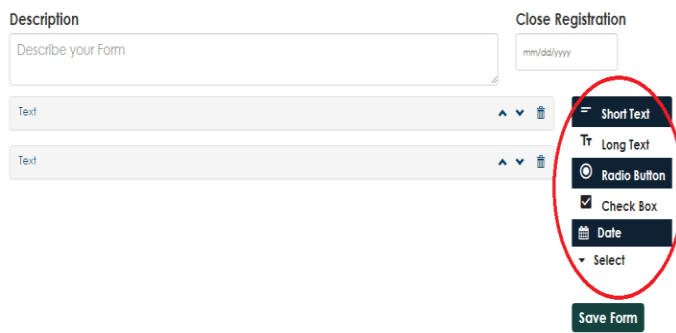 Description
Close Registration
Describe your Form
mm/dd/yyyy
Text
Text
Short Text
Long Text
Radio Button
Check Box
Date
Select
Save Form